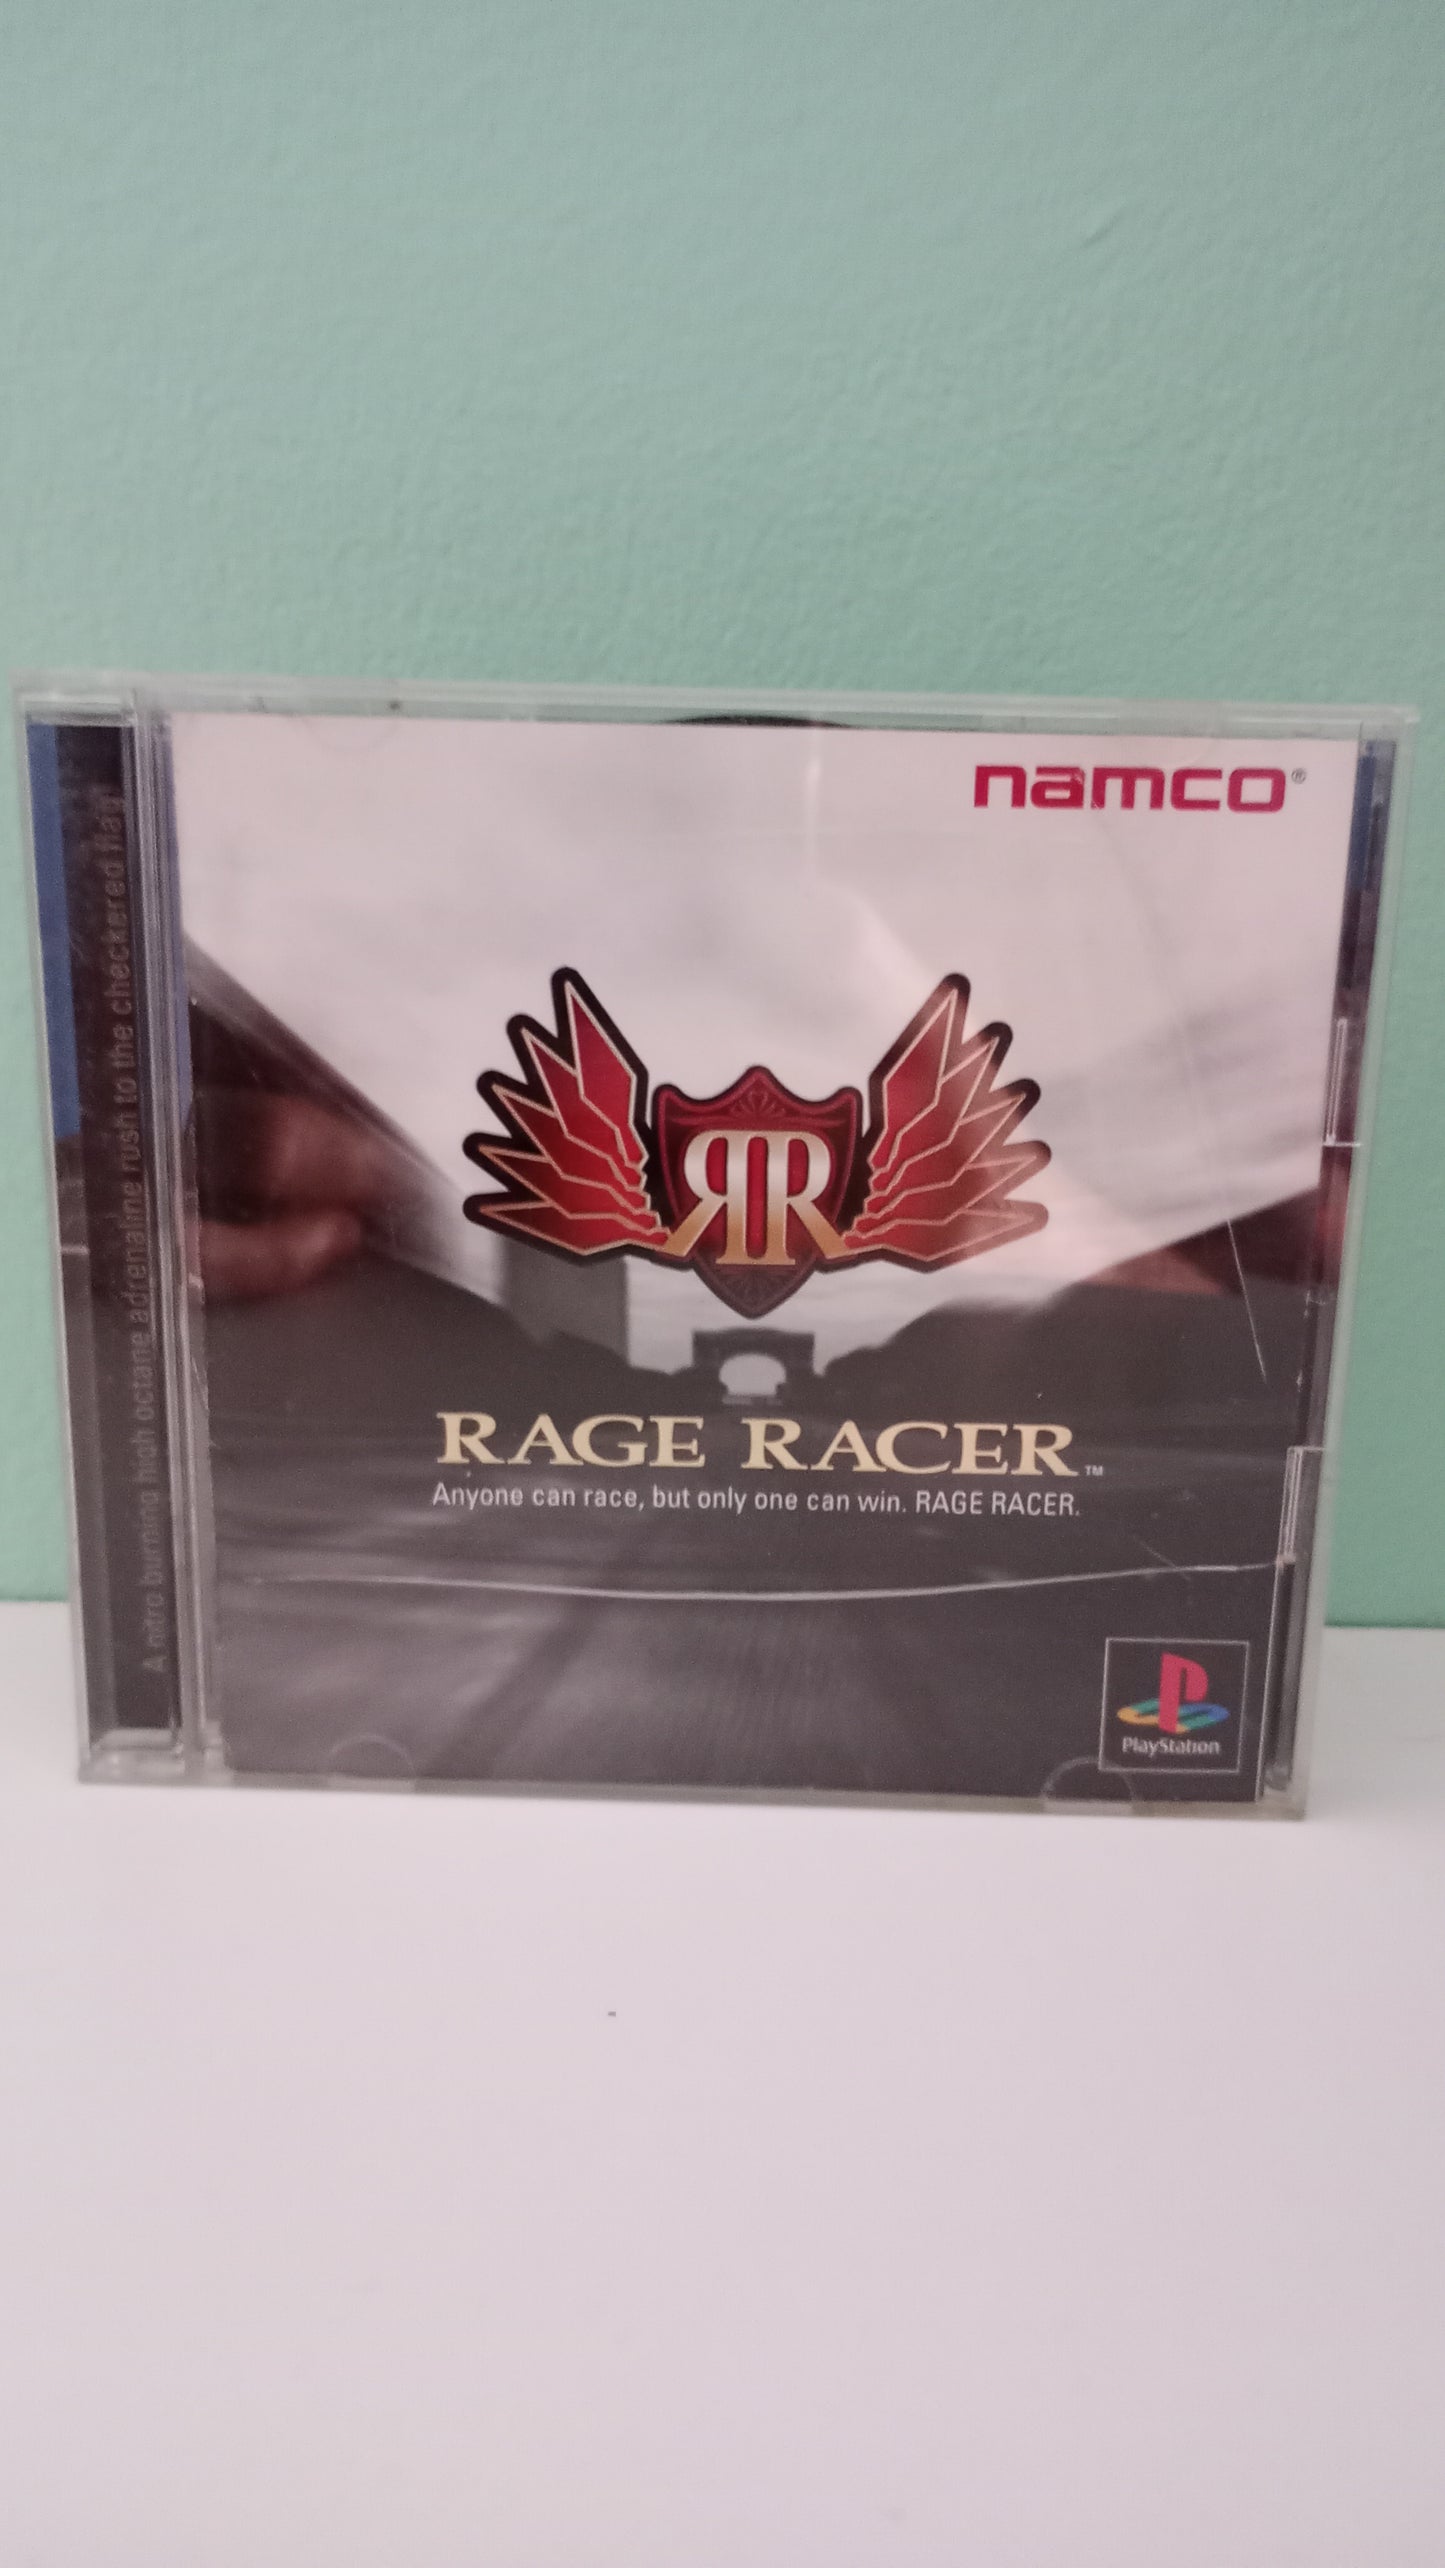 namco®
RR
RAGE RACER™
Anyone can race, but only one can win. RAGE RACER.
PlayStation
A nitro burning high octane adrenaline rush to the checkered flag